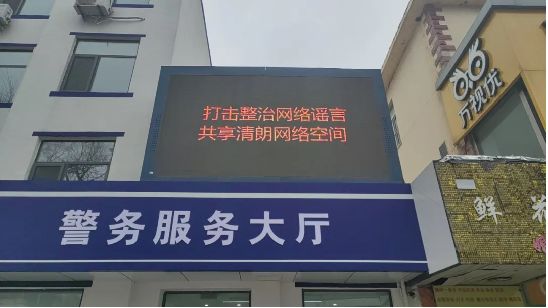 打击整治网络谣言
共享清朗网络空间
警务服务大厅
万视优
鲜